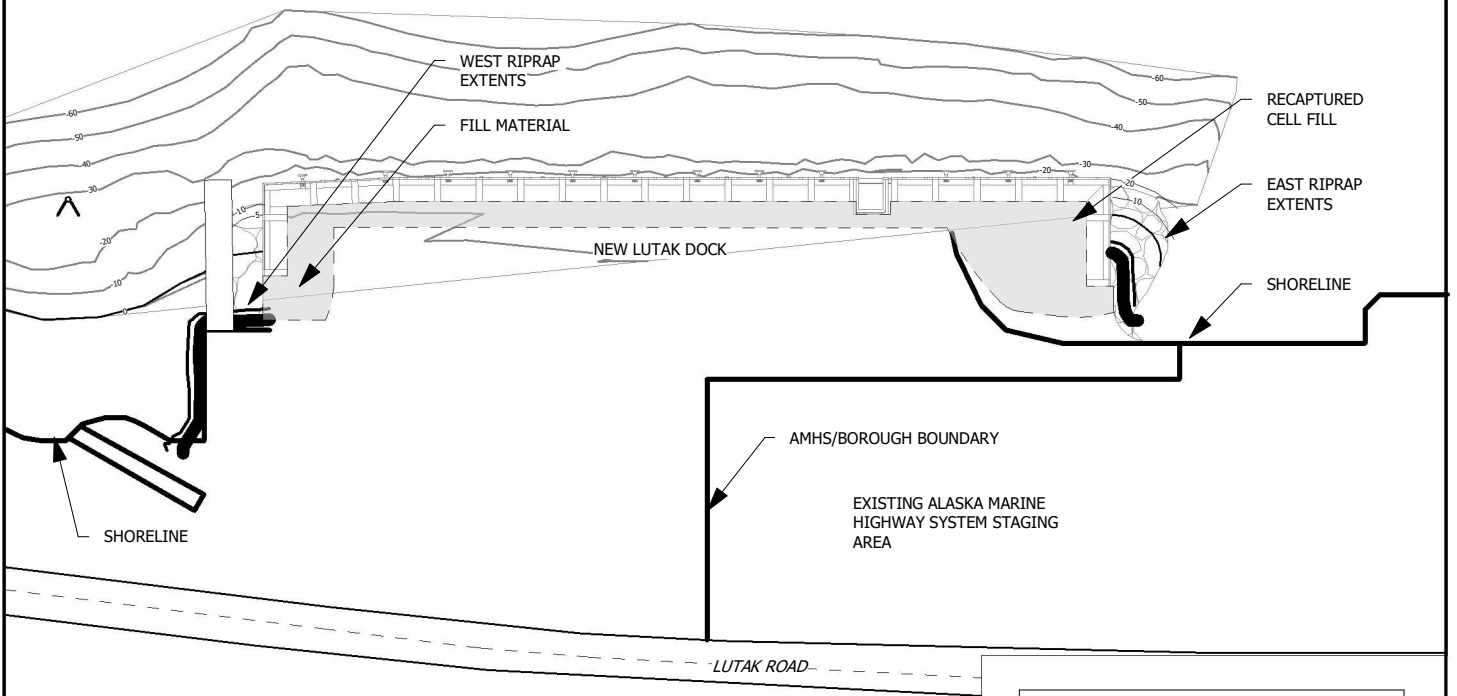 WEST RIPRAP
EXTENTS
FILL MATERIAL
RECAPTURED
CELL FILL
EAST RIPRAP
EXTENTS
-60
-50
-40
-30
-20
-10
0
-10
-5
-60
-50
-40
-30
-20
-20
-10
NEW LUTAK DOCK
SHORELINE
AMHS/BOROUGH BOUNDARY
EXISTING ALASKA MARINE
HIGHWAY SYSTEM STAGING
AREA
SHORELINE
LUTAK ROAD